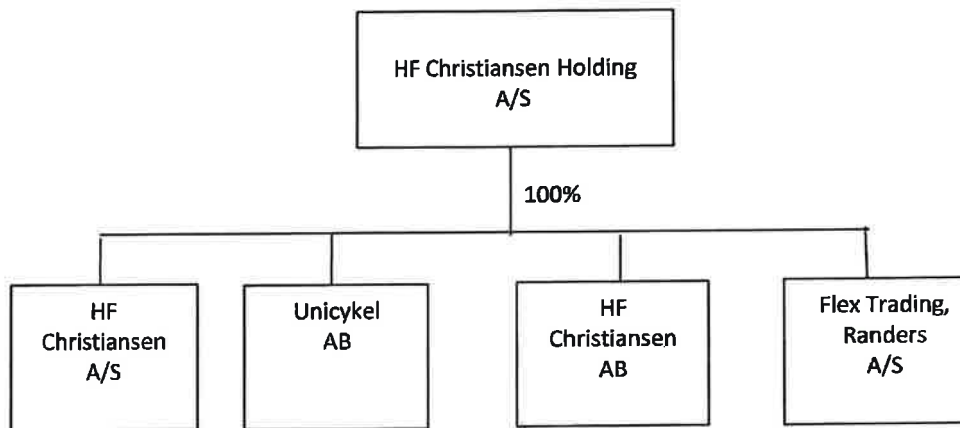 HF Christiansen Holding
A/S
100%
HF
Christiansen
A/S
Unicykel
AB
HF
Christiansen
AB
Flex Trading,
Randers
A/S